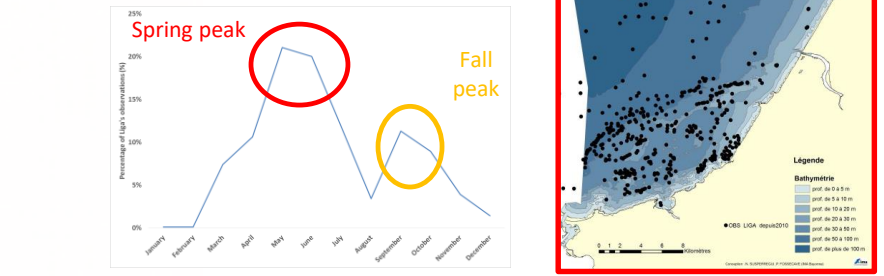 25%
Spring peak
20%
Fall
peak
15%
10%
5%
0%
Percentage of Liga's observations (%)
January
February
March
April
May
June
July
August
September
October
November
December
Légende
Bathymétrie
prof. de 0 à 5 m
prof. de 5 à 10 m
prof. de 10 à 20 m
prof. de 20 à 30 m
prof. de 30 à 50 m
prof. de 50 à 100 m
prof. de plus de 100 m
OBS LIGA depuis2010
0 1 2 4 6 8
Kilomètres